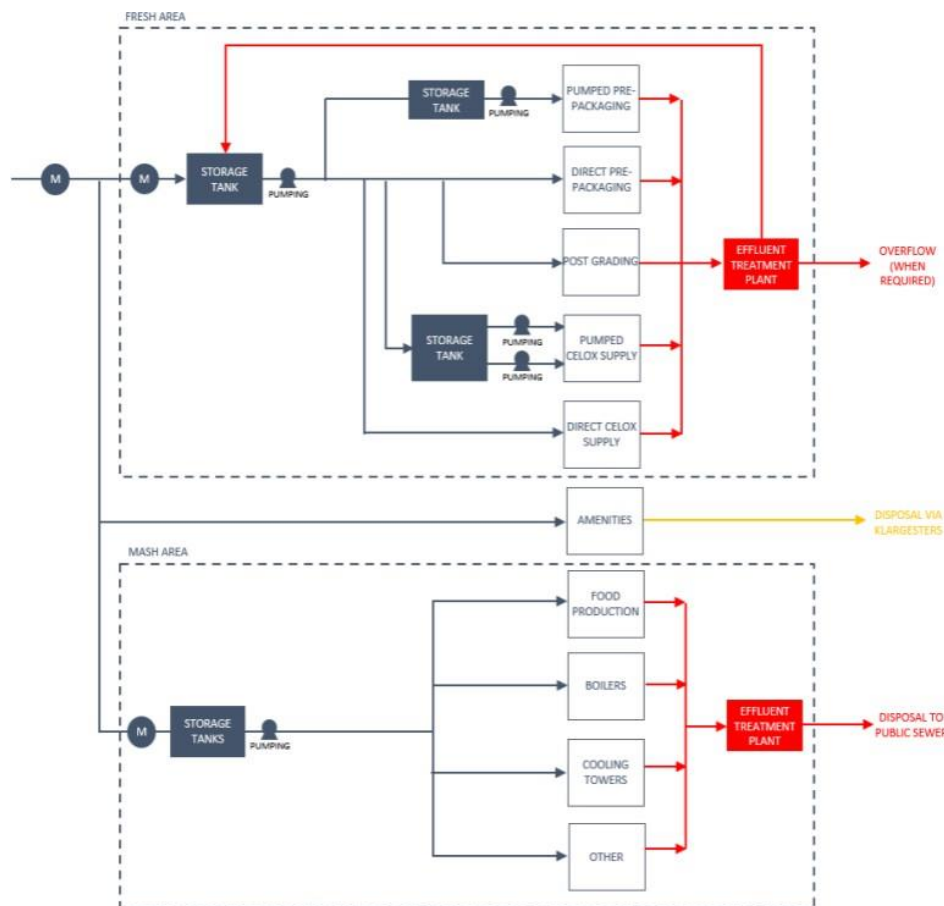 FRESH AREA
STORAGE
TANK
PUMPING
PUMPED PRE-
PACKAGING
M
M
STORAGE
TANK
PUMPING
DIRECT PRE-
PACKAGING
POST GRADING
EFFLUENT
TREATMENT
PLANT
OVERFLOW
(WHEN
REQUIRED)
STORAGE
TANK
PUMPING
PUMPING
PUMPED
CELOX SUPPLY
DIRECT CELOX
SUPPLY
AMENITIES
DISPOSAL VIA
KLARGESTERS
MASH AREA
FOOD
PRODUCTION
BOILERS
M
STORAGE
TANKS
PUMPING
EFFLUENT
TREATMENT
PLANT
DISPOSAL TO
PUBLIC SEWER
COOLING
TOWERS
OTHER